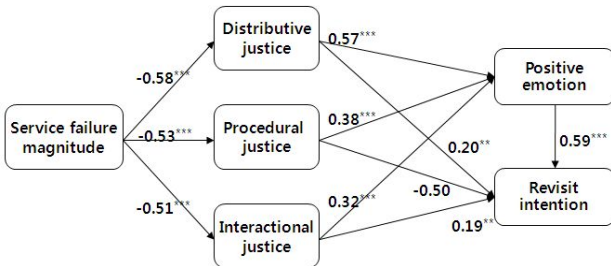 Distributive
justice
0.57***
Positive
emotion
-0.58***
Service failure
magnitude
-0.53***
Procedural
justice
0.38***
0.20**
0.59***
-0.50
Revisit
intention
-0.51***
Interactional
justice
0.32***
0.19**